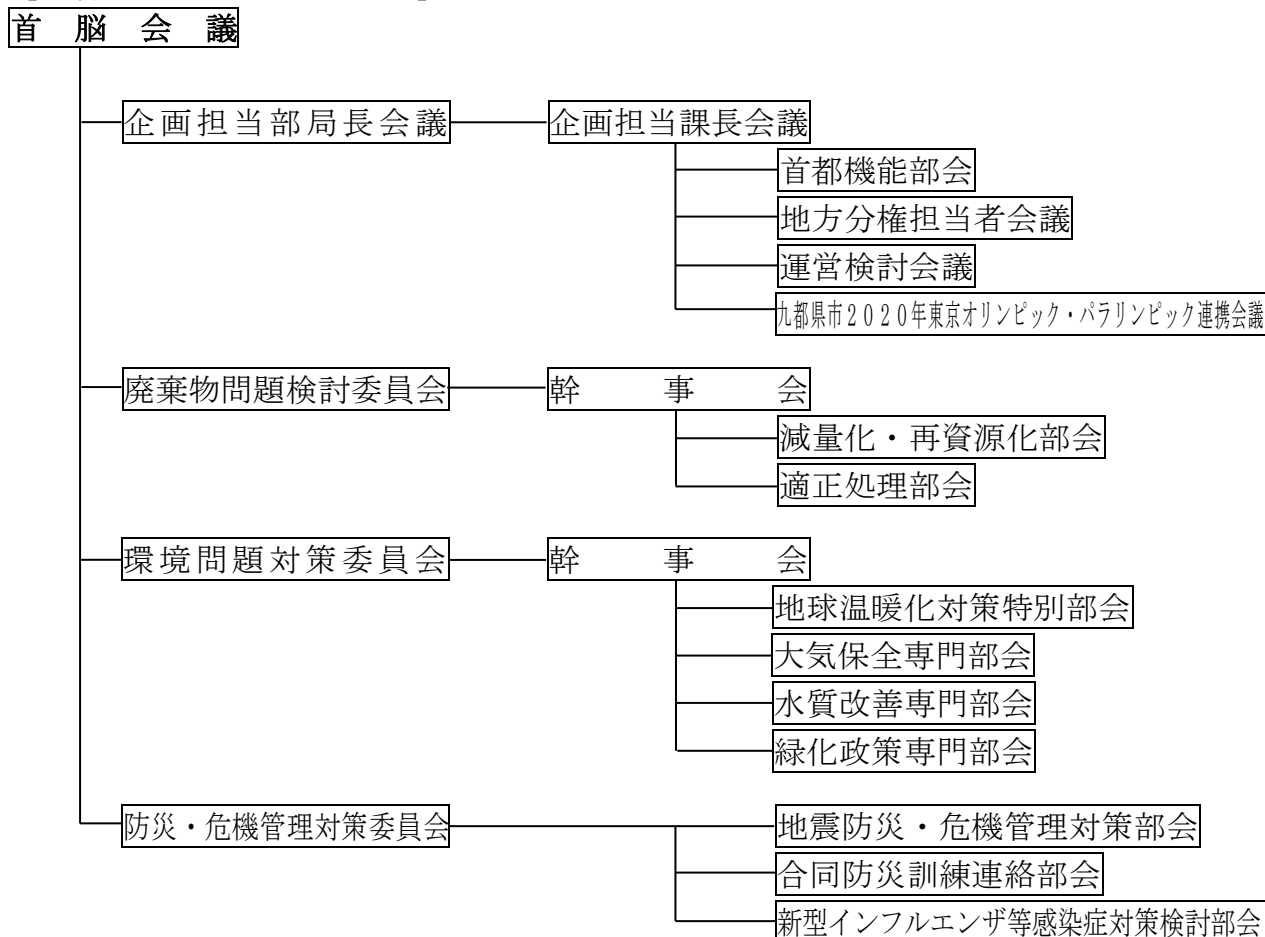 首脳会議
企画担当部局長会議 企画担当課長会議
首都機能部会
地方分権担当者会議
運営検討会議
九都県市2020年東京オリンピック・パラリンピック連携会議
廃棄物問題検討委員会 幹事会
減量化・再資源化部会
適正処理部会
環境問題対策委員会 幹事会
地球温暖化対策特別部会
大気保全専門部会
水質改善専門部会
緑化政策専門部会
防災・危機管理対策委員会 地震防災・危機管理対策部会
合同防災訓練連絡部会
新型インフルエンザ等感染症対策検討部会